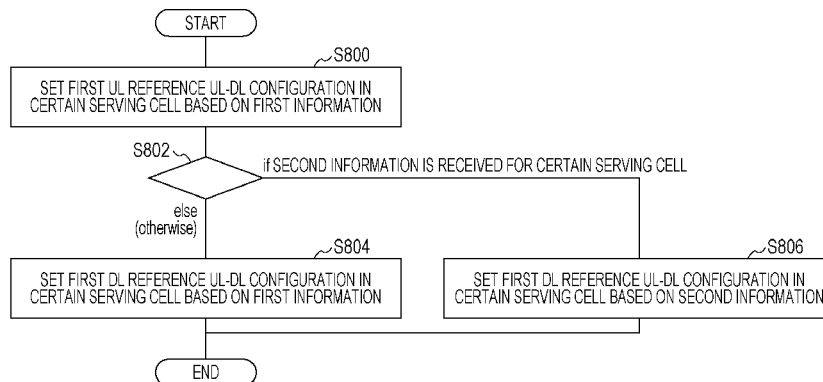 START
S800
SET FIRST UL REFERENCE UL-DL CONFIGURATION IN
CERTAIN SERVING CELL BASED ON FIRST INFORMATION
S802
if SECOND INFORMATION IS RECEIVED FOR CERTAIN SERVING CELL
else
(otherwise)
S804
SET FIRST DL REFERENCE UL-DL CONFIGURATION IN
CERTAIN SERVING CELL BASED ON FIRST INFORMATION
S806
SET FIRST DL REFERENCE UL-DL CONFIGURATION IN
CERTAIN SERVING CELL BASED ON SECOND INFORMATION
END